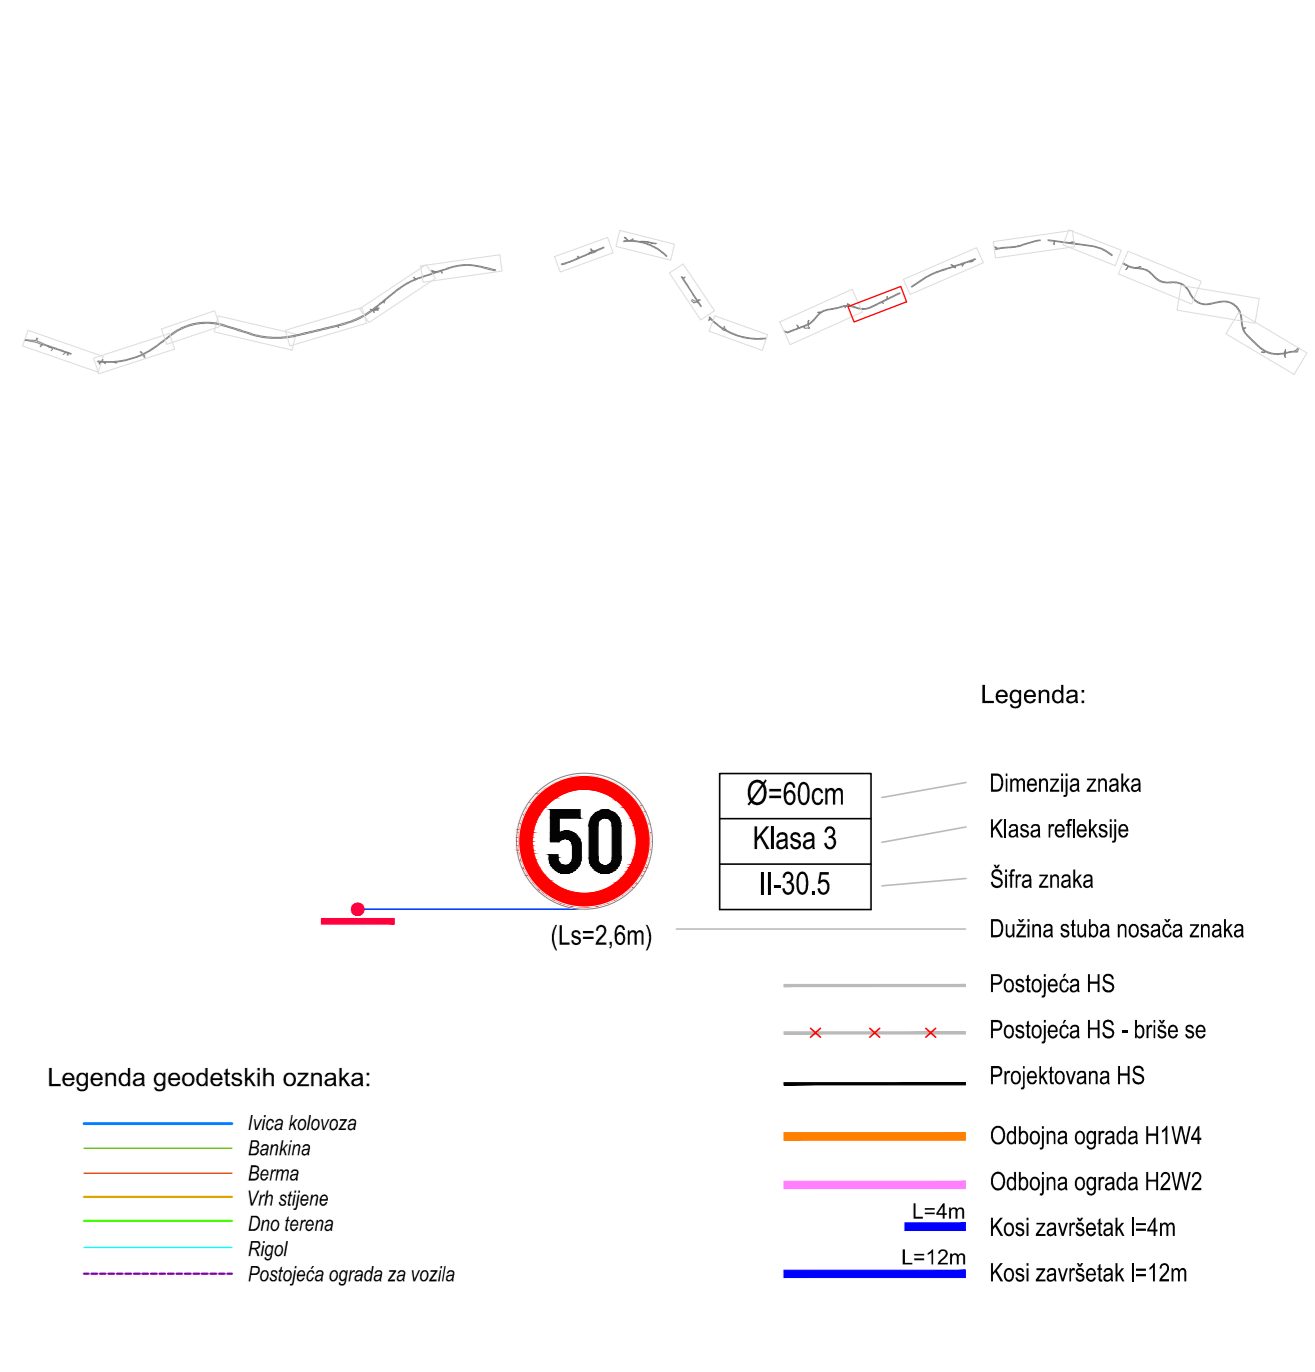 Legenda:
50
Ø=60cm
Klasa 3
II-30.5
(Ls=2,6m)
Dimenzija znaka
Klasa refleksije
Šifra znaka
Dužina stuba nosača znaka
Postojeća HS
Postojeća HS - briše se
Projektovana HS
Odbojna ograda H1W4
Odbojna ograda H2W2
L=4m
Kosi završetak l=4m
L=12m
Kosi završetak l=12m
Legenda geodetskih oznaka:
Ivica kolovoza
Bankina
Berma
Vrh stijene
Dno terena
Rigol
Postojeća ograda za vozila